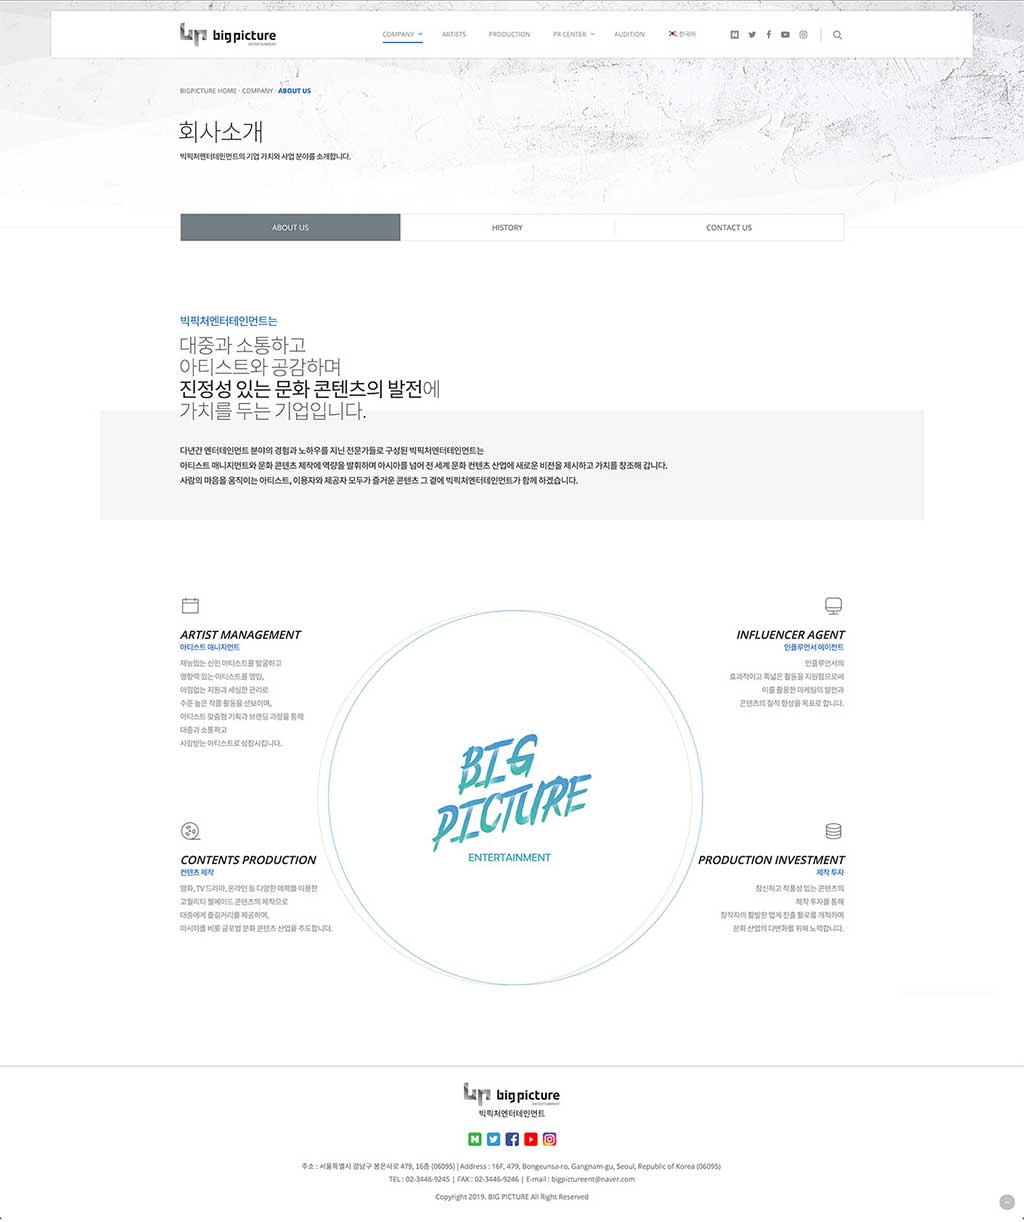 bigpicture
ENTERTAINMENT
COMPANY
ARTISTS
PRODUCTION
PR CENTER
AUDITION
한국어
BIGPICTURE HOME · COMPANY · ABOUT US
회사소개
빅픽처엔터테인먼트의 기업 가치와 사업 분야를 소개합니다.
ABOUT US
HISTORY
CONTACT US
빅픽처엔터테인먼트는
대중과 소통하고
아티스트와 공감하며
진정성 있는 문화 콘텐츠의 발전에
가치를 두는 기업입니다.
다년간 엔터테인먼트 분야의 경험과 노하우를 지닌 전문가들로 구성된 빅픽처엔터테인먼트는
아티스트 매니지먼트와 문화 콘텐츠 제작에 역량을 발휘하며 아시아를 넘어 전 세계 문화 컨텐츠 산업에 새로운 비전을 제시하고 가치를 창조해 갑니다.
사람의 마음을 움직이는 아티스트, 이용자와 제공자 모두가 즐거운 콘텐츠 그 곁에 빅픽처엔터테인먼트가 함께 하겠습니다.
ARTIST MANAGEMENT
아티스트 매니지먼트
재능있는 신인 아티스트를 발굴하고
영향력 있는 아티스트를 영입,
아낌없는 지원과 세심한 관리로
수준 높은 작품 활동을 선보이며,
아티스트 맞춤형 기획과 브랜딩 과정을 통해
대중과 소통하고
사랑받는 아티스트로 성장시킵니다.
INFLUENCER AGENT
인플루언서 에이전트
인플루언서의
효과적이고 폭넓은 활동을 지원함으로써
이를 활용한 마케팅의 발전과
콘텐츠의 질적 향상을 목표로 합니다.
BIG
PICTURE
ENTERTAINMENT
CONTENTS PRODUCTION
컨텐츠 제작
영화, TV 드라마, 온라인 등 다양한 매체를 이용한
고퀄리티 웰메이드 콘텐츠의 제작으로
대중에게 즐길거리를 제공하며,
아시아를 비롯 글로벌 문화 콘텐츠 산업을 주도합니다.
PRODUCTION INVESTMENT
제작 투자
참신하고 작품성 있는 콘텐츠의
제작 투자를 통해
창작자의 활발한 업계 진출 활로를 개척하며
문화 산업의 다변화를 위해 노력합니다.
bigpicture
ENTERTAINMENT
빅픽처엔터테인먼트
주소 : 서울특별시 강남구 봉은사로 479, 16층 (06095) | Address : 16F, 479, Bongeunsa-ro, Gangnam-gu, Seoul, Republic of Korea (06095)
TEL : 02-3446-9245 | FAX : 02-3446-9246 | E-mail : bigpictureent@naver.com
Copyright 2019. BIG PICTURE All Right Reserved